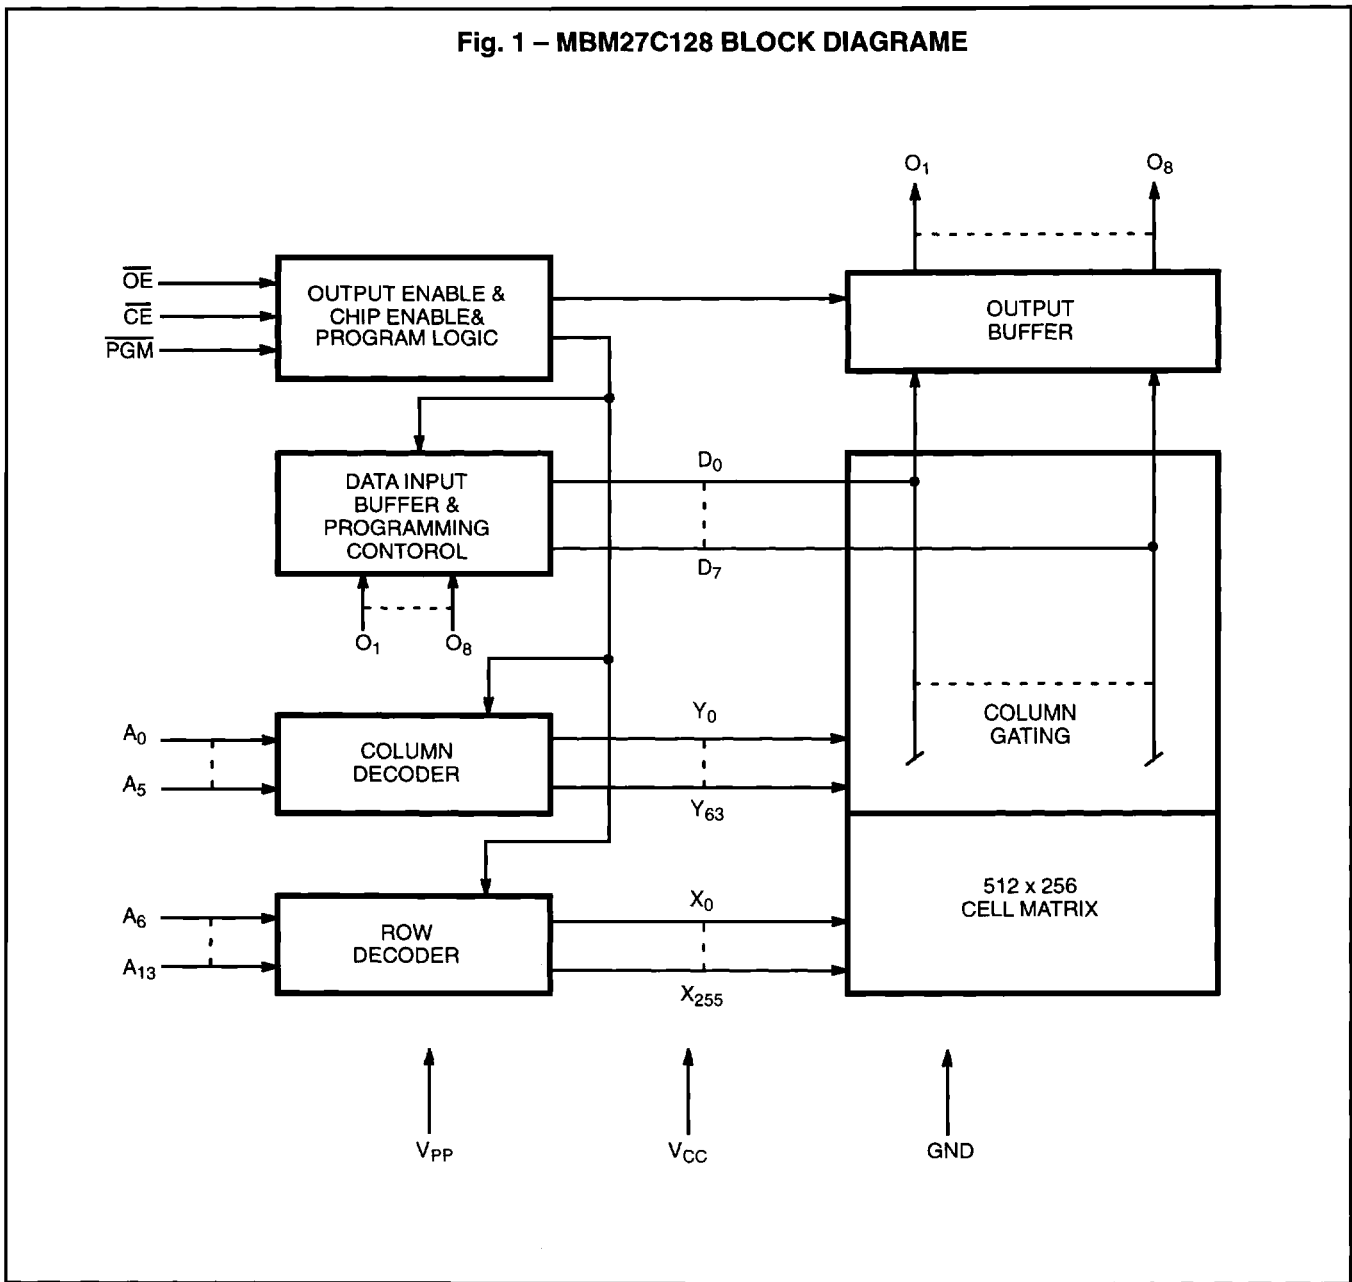 Fig. 1 – MBM27C128 BLOCK DIAGRAME
O1
O8
OE
CE
PGM
OUTPUT ENABLE &
CHIP ENABLE&
PROGRAM LOGIC
OUTPUT
BUFFER
DATA INPUT
BUFFER &
PROGRAMMING
CONTOROL
D0
D7
O1
O8
A0
A5
COLUMN
DECODER
Y0
Y63
COLUMN
GATING
A6
A13
ROW
DECODER
X0
X255
512 x 256
CELL MATRIX
VPP
VCC
GND